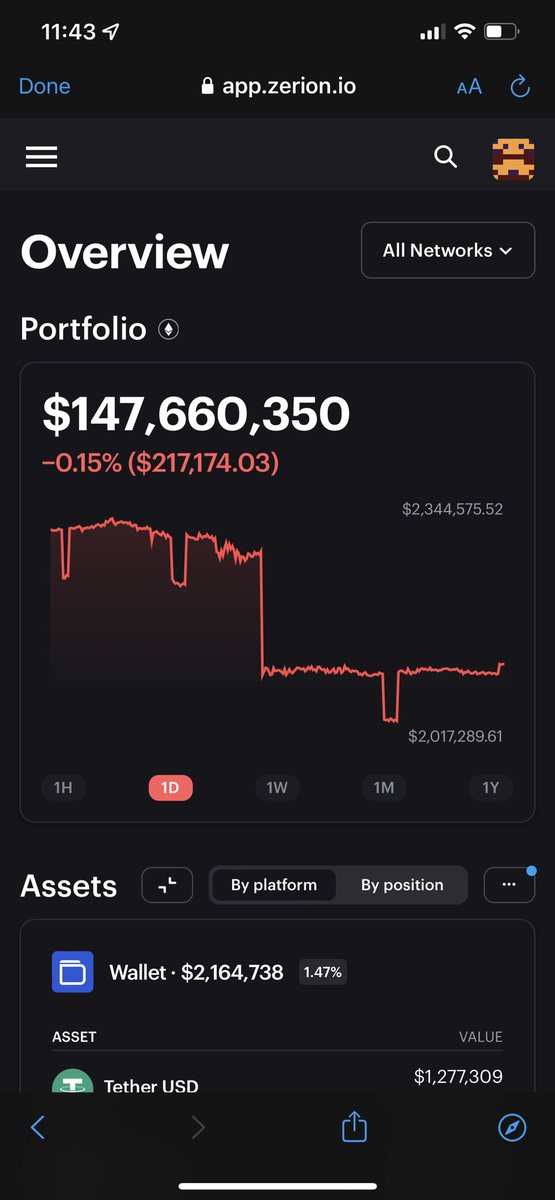 11:43
Done
app.zerion.io
AA
Overview
All Networks
Portfolio
$147,660,350
−0.15% ($217,174.03)
$2,344,575.52
$2,017,289.61
1H 1D 1W 1M 1Y
Assets
By platform By position
...
Wallet · $2,164,738 1.47%
ASSET VALUE
Tether USD $1,277,309